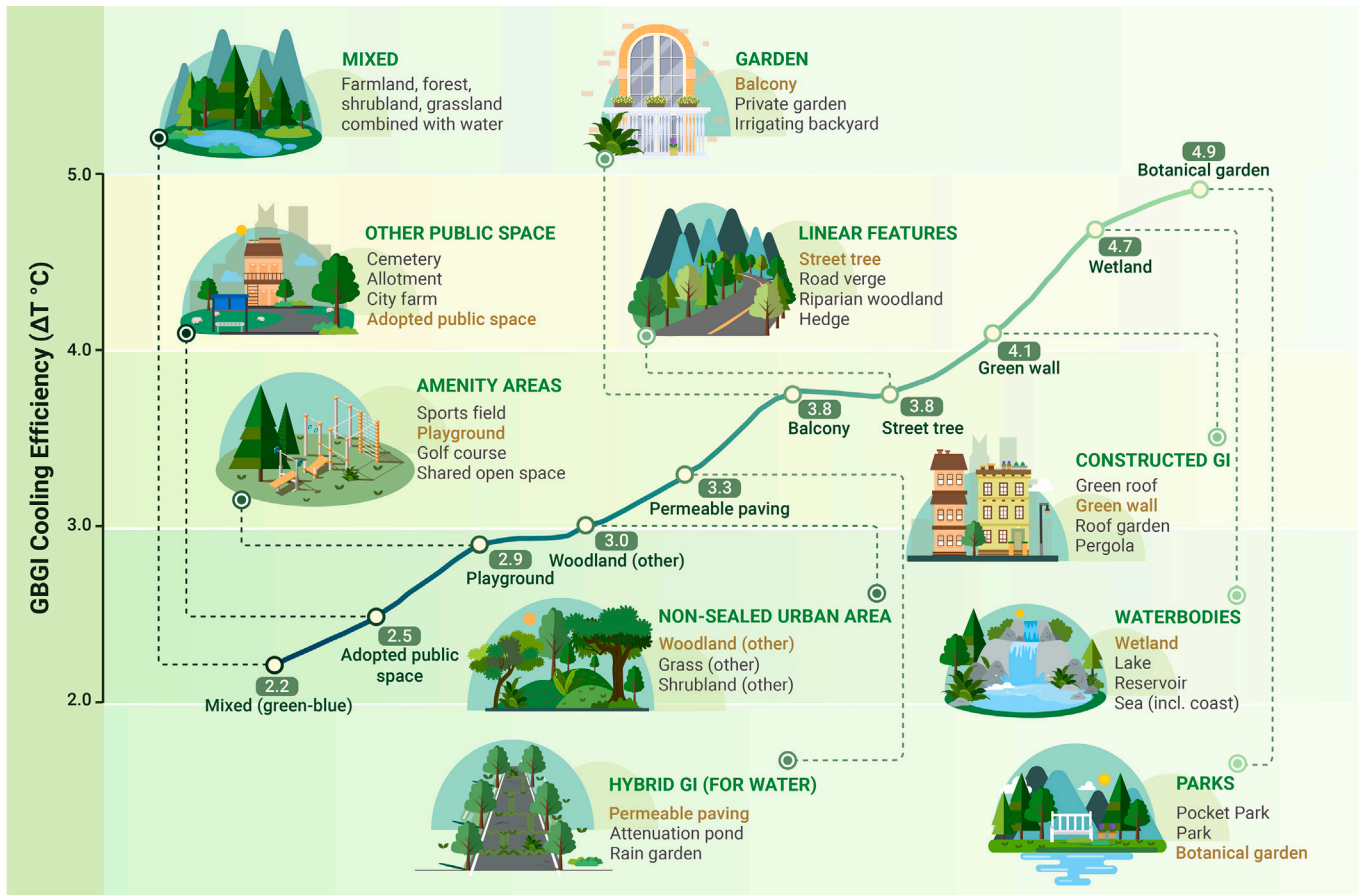 MIXED
Farmland, forest,
shrubland, grassland
combined with water
GARDEN
Balcony
Private garden
Irrigating backyard
GBGI Cooling Efficiency (ΔT °C)
5.0
4.0
3.0
2.0
OTHER PUBLIC SPACE
Cemetery
Allotment
City farm
Adopted public space
LINEAR FEATURES
Street tree
Road verge
Riparian woodland
Hedge
4.9
Botanical garden
4.7
Wetland
4.1
Green wall
3.8
Balcony
3.8
Street tree
AMENITY AREAS
Sports field
Playground
Golf course
Shared open space
3.3
Permeable paving
3.0
Woodland (other)
2.9
Playground
2.5
Adopted public
space
2.2
Mixed (green-blue)
CONSTRUCTED GI
Green roof
Green wall
Roof garden
Pergola
NON-SEALED URBAN AREA
Woodland (other)
Grass (other)
Shrubland (other)
WATERBODIES
Wetland
Lake
Reservoir
Sea (incl. coast)
HYBRID GI (FOR WATER)
Permeable paving
Attenuation pond
Rain garden
PARKS
Pocket Park
Park
Botanical garden